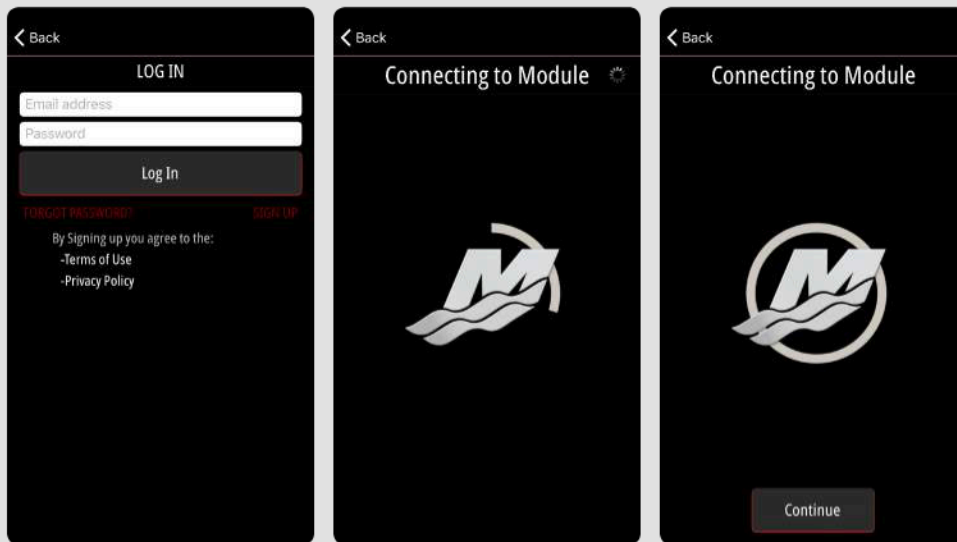 Back
LOG IN
Email address
Password
Log In
FORGOT PASSWORD? SIGN UP
By Signing up you agree to the:
-Terms of Use
-Privacy Policy
Back
Connecting to Module
M
Back
Connecting to Module
M
Continue